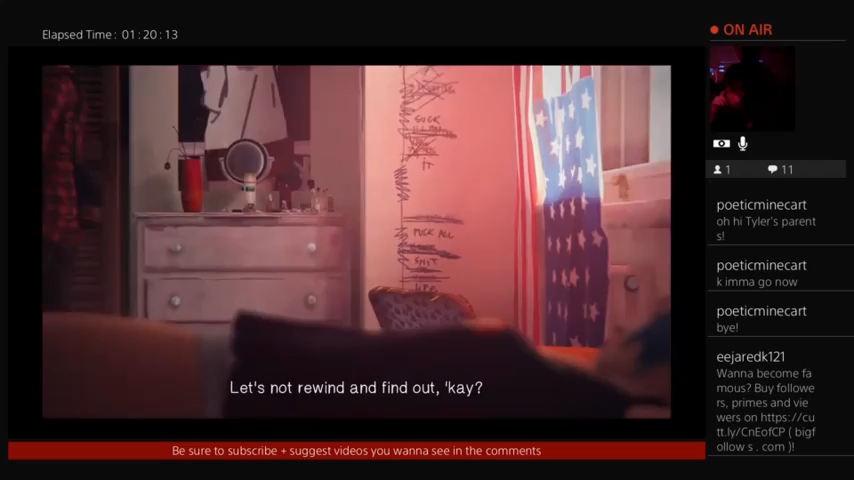 Elapsed Time: 01:20:13
ON AIR
1
11
poeticminecart
oh hi Tyler's parent
s!
poeticminecart
k imma go now
poeticminecart
bye!
eejaredk121
Wanna become fa
mous? Buy followe
rs, primes and vie
wers on https://cu
tt.ly/CnEofCP ( bigf
ollow s . com )!
SUCK
IT
FUCK ALL
SHIT
Let's not rewind and find out, 'kay?
Be sure to subscribe + suggest videos you wanna see in the comments